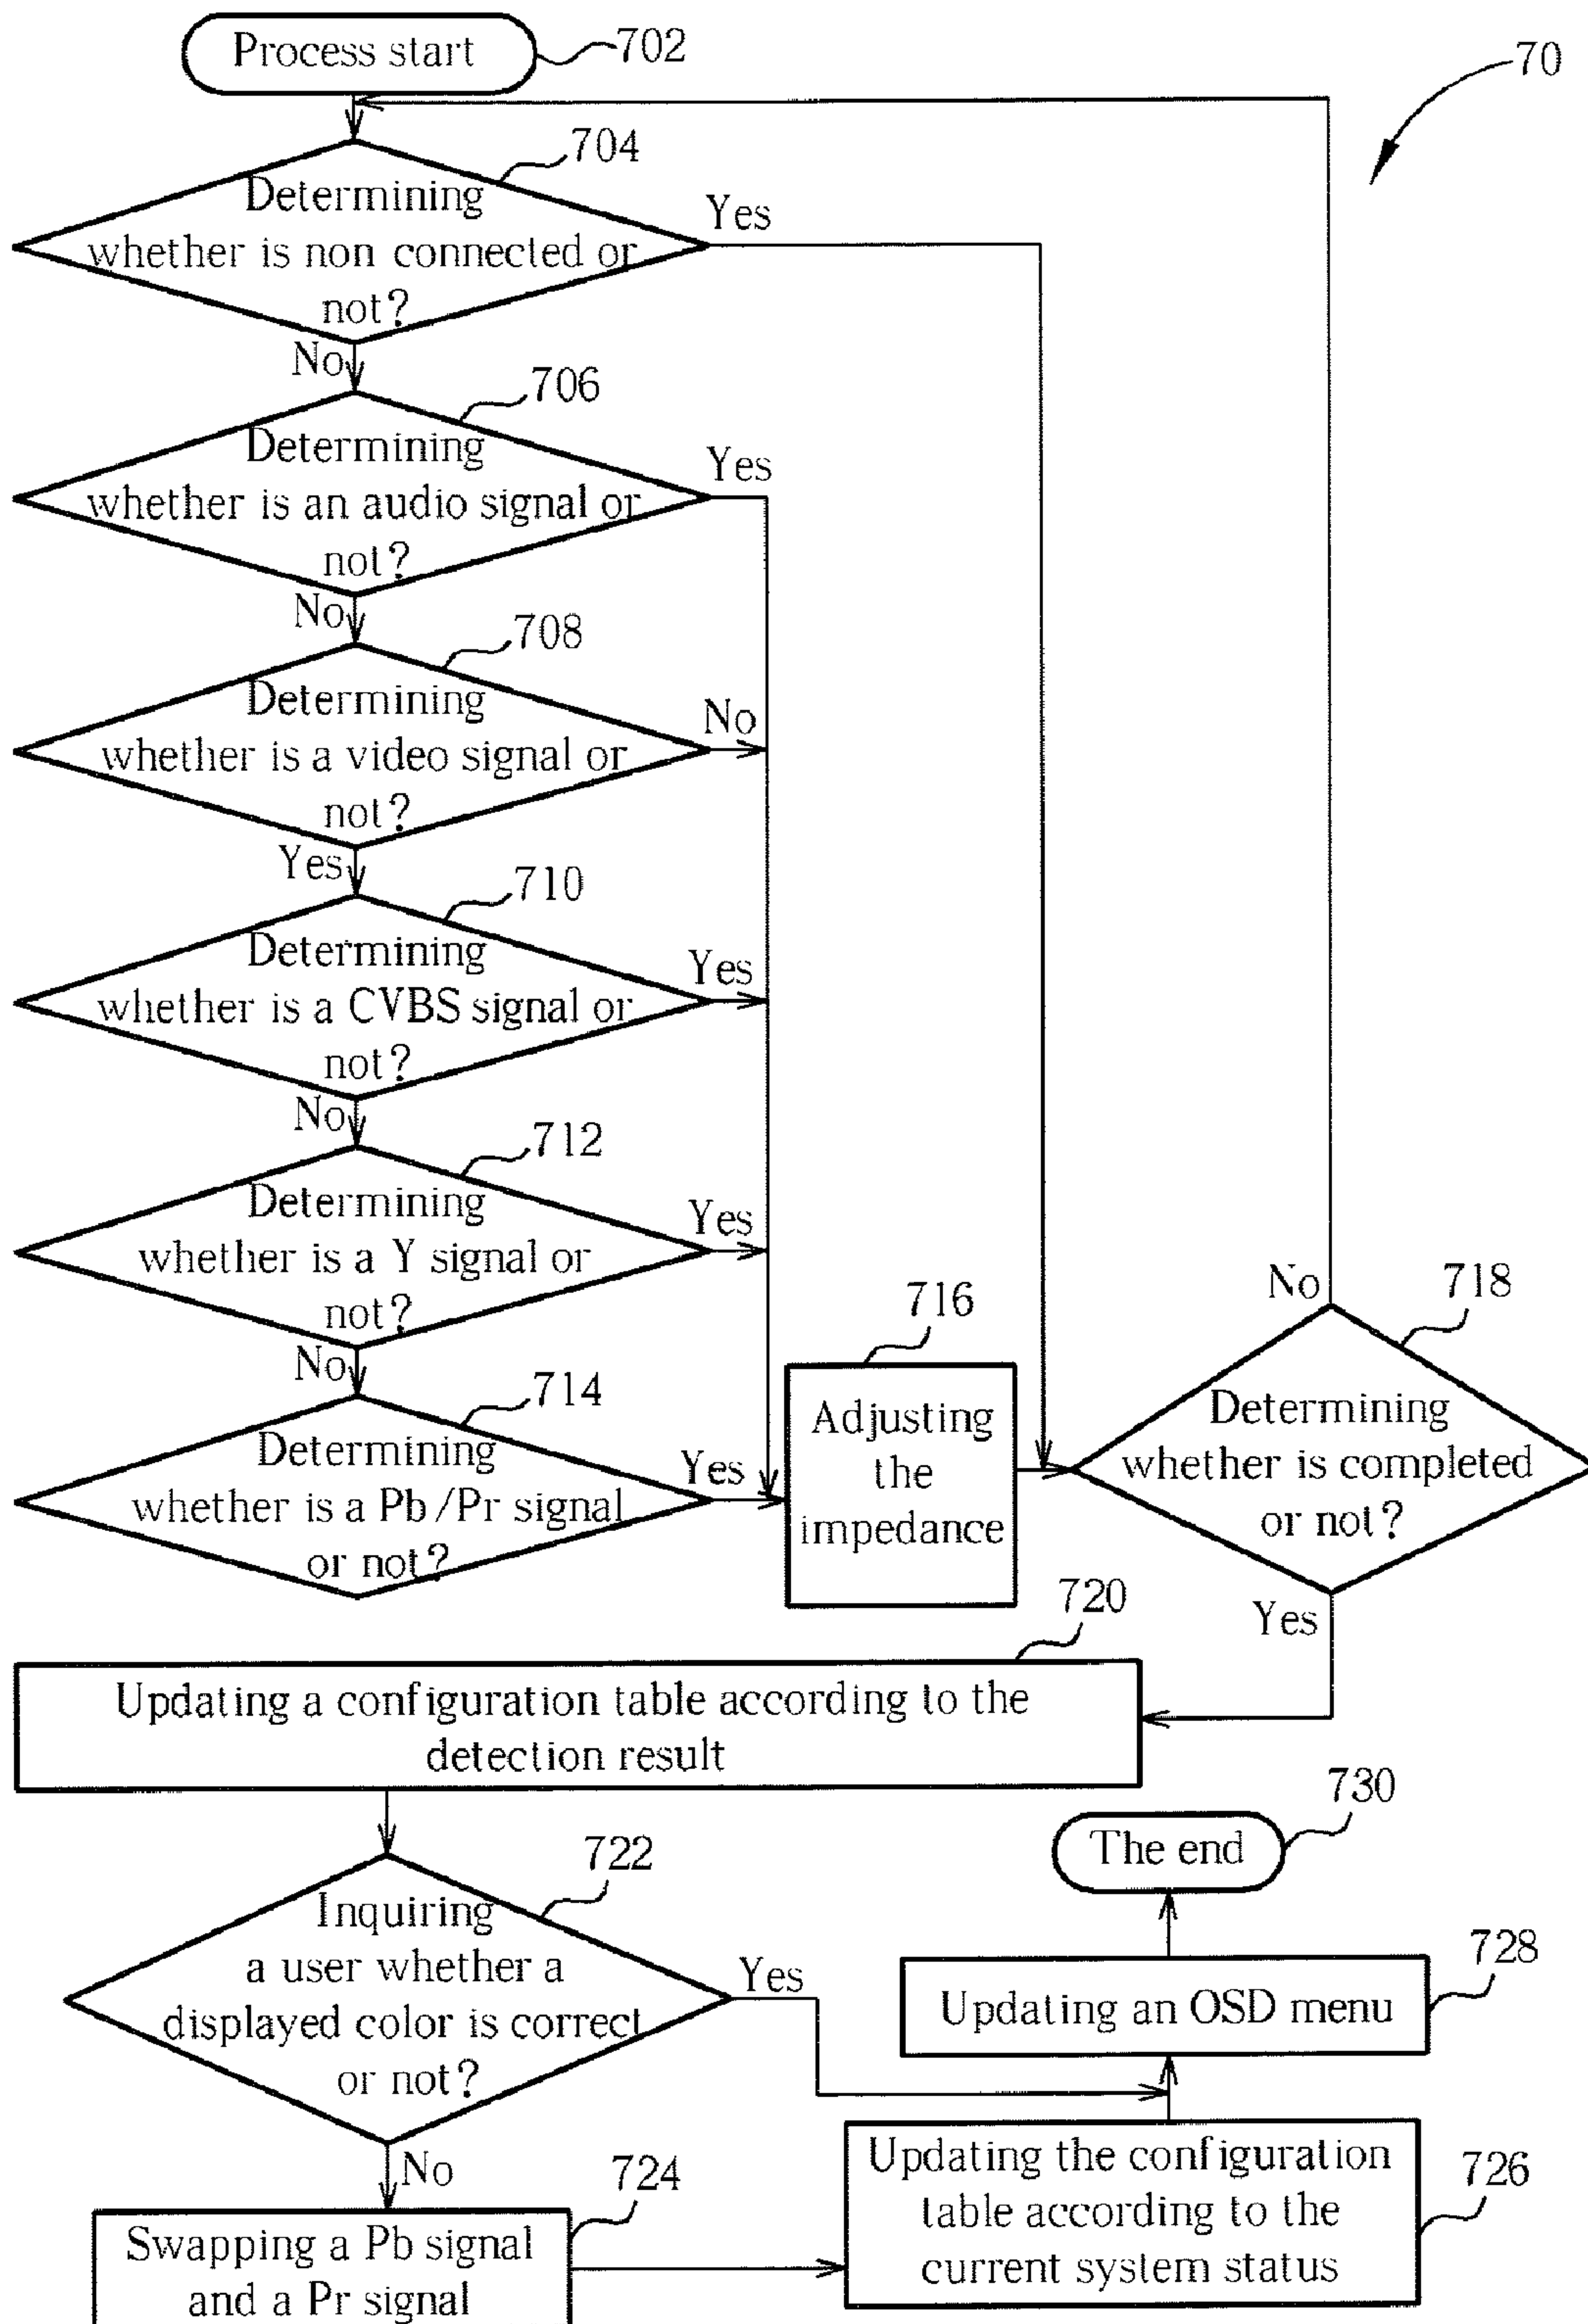 Process start
702
70
704
Determining
whether is non connected or
not?
Yes
No
706
Determining
whether is an audio signal or
not?
Yes
No
708
Determining
whether is a video signal or
not?
No
Yes
710
Determining
whether is a CVBS signal or
not?
Yes
No
712
Determining
whether is a Y signal or
not?
Yes
No
714
Determining
whether is a Pb/Pr signal
or not?
Yes
716
Adjusting
the
impedance
No
718
Determining
whether is completed
or not?
Yes
720
Updating a configuration table according to the
detection result
722
Inquiring
a user whether a
displayed color is correct
or not?
Yes
No
730
The end
728
Updating an OSD menu
724
Swapping a Pb signal
and a Pr signal
726
Updating the configuration
table according to the
current system status